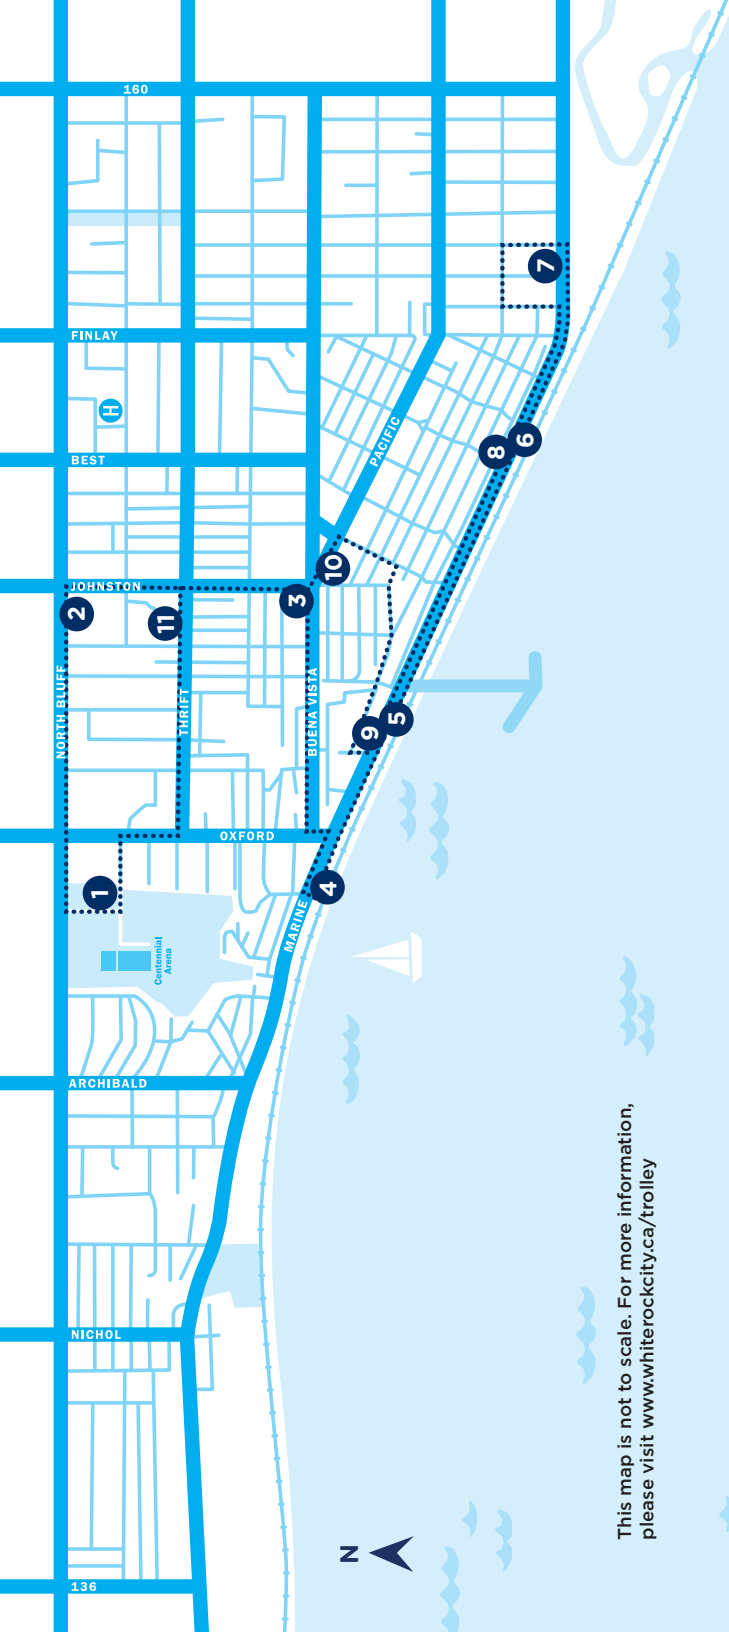 160
FINLAY
H
BEST
PACIFIC
JOHNSTON
NORTH BLUFF
THRIFT
BUENA VISTA
OXFORD
MARINE
Centennial
Arena
ARCHIBALD
NICHOL
136
1
2
3
4
5
6
7
8
9
10
11
N
This map is not to scale. For more information,
please visit www.whiterockcity.ca/trolley